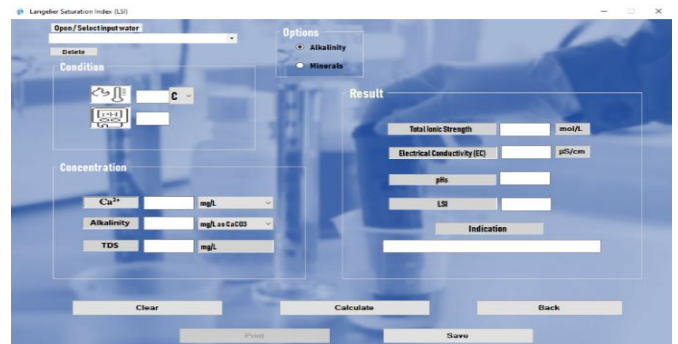 Langelier Saturation Index (LSI)
Open / Select input water
Delete
Options
Alkalinity
Minerals
Condition
C
pH
Result
Total Ionic Strength mol/L
Electrical Conductivity (EC) µS/cm
pHs
LSI
Indication
Concentration
Ca²⁺ mg/L
Alkalinity mg/L as CaCO3
TDS mg/L
Clear Calculate Back
Print Save